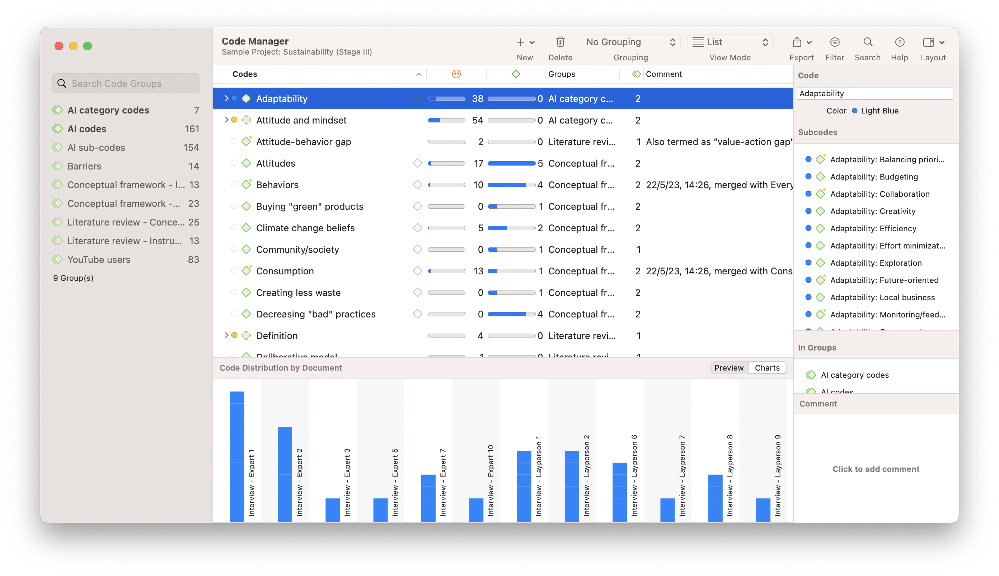 Code Manager
Sample Project: Sustainability (Stage III)
New
Delete
No Grouping
Grouping
List
View Mode
Export
Filter
Search
Help
Layout
Search Code Groups
AI category codes 7
AI codes 161
AI sub-codes 154
Barriers 14
Conceptual framework - I... 13
Conceptual framework -... 23
Literature review - Conce... 25
Literature review - Instru... 13
YouTube users 83
9 Group(s)
Codes Groups Comment
Adaptability 38 0 AI category c... 2
Attitude and mindset 54 0 AI category c... 2
Attitude-behavior gap 2 0 Literature revi... 1 Also termed as “value-action gap”
Attitudes 17 5 Conceptual fr... 2
Behaviors 10 4 Conceptual fr... 2 22/5/23, 14:26, merged with Every
Buying "green" products 0 1 Conceptual fr... 2
Climate change beliefs 5 2 Conceptual fr... 2
Community/society 0 1 Conceptual fr... 1
Consumption 13 1 Conceptual fr... 2 22/5/23, 14:26, merged with Cons
Creating less waste 0 1 Conceptual fr... 2
Decreasing "bad" practices 0 4 Conceptual fr... 2
Definition 4 0 Literature revi... 1
Deliberative model 1 0 Literature revi... 1
Code Distribution by Document
Preview
Charts
Interview - Expert 1
Interview - Expert 2
Interview - Expert 3
Interview - Expert 5
Interview - Expert 7
Interview - Expert 10
Interview - Layperson 1
Interview - Layperson 2
Interview - Layperson 6
Interview - Layperson 7
Interview - Layperson 8
Interview - Layperson 9
Code
Adaptability
Color Light Blue
Subcodes
Adaptability: Balancing priori...
Adaptability: Budgeting
Adaptability: Collaboration
Adaptability: Creativity
Adaptability: Efficiency
Adaptability: Effort minimizat...
Adaptability: Exploration
Adaptability: Future-oriented
Adaptability: Local business
Adaptability: Monitoring/feed...
In Groups
AI category codes
AI codes
Comment
Click to add comment